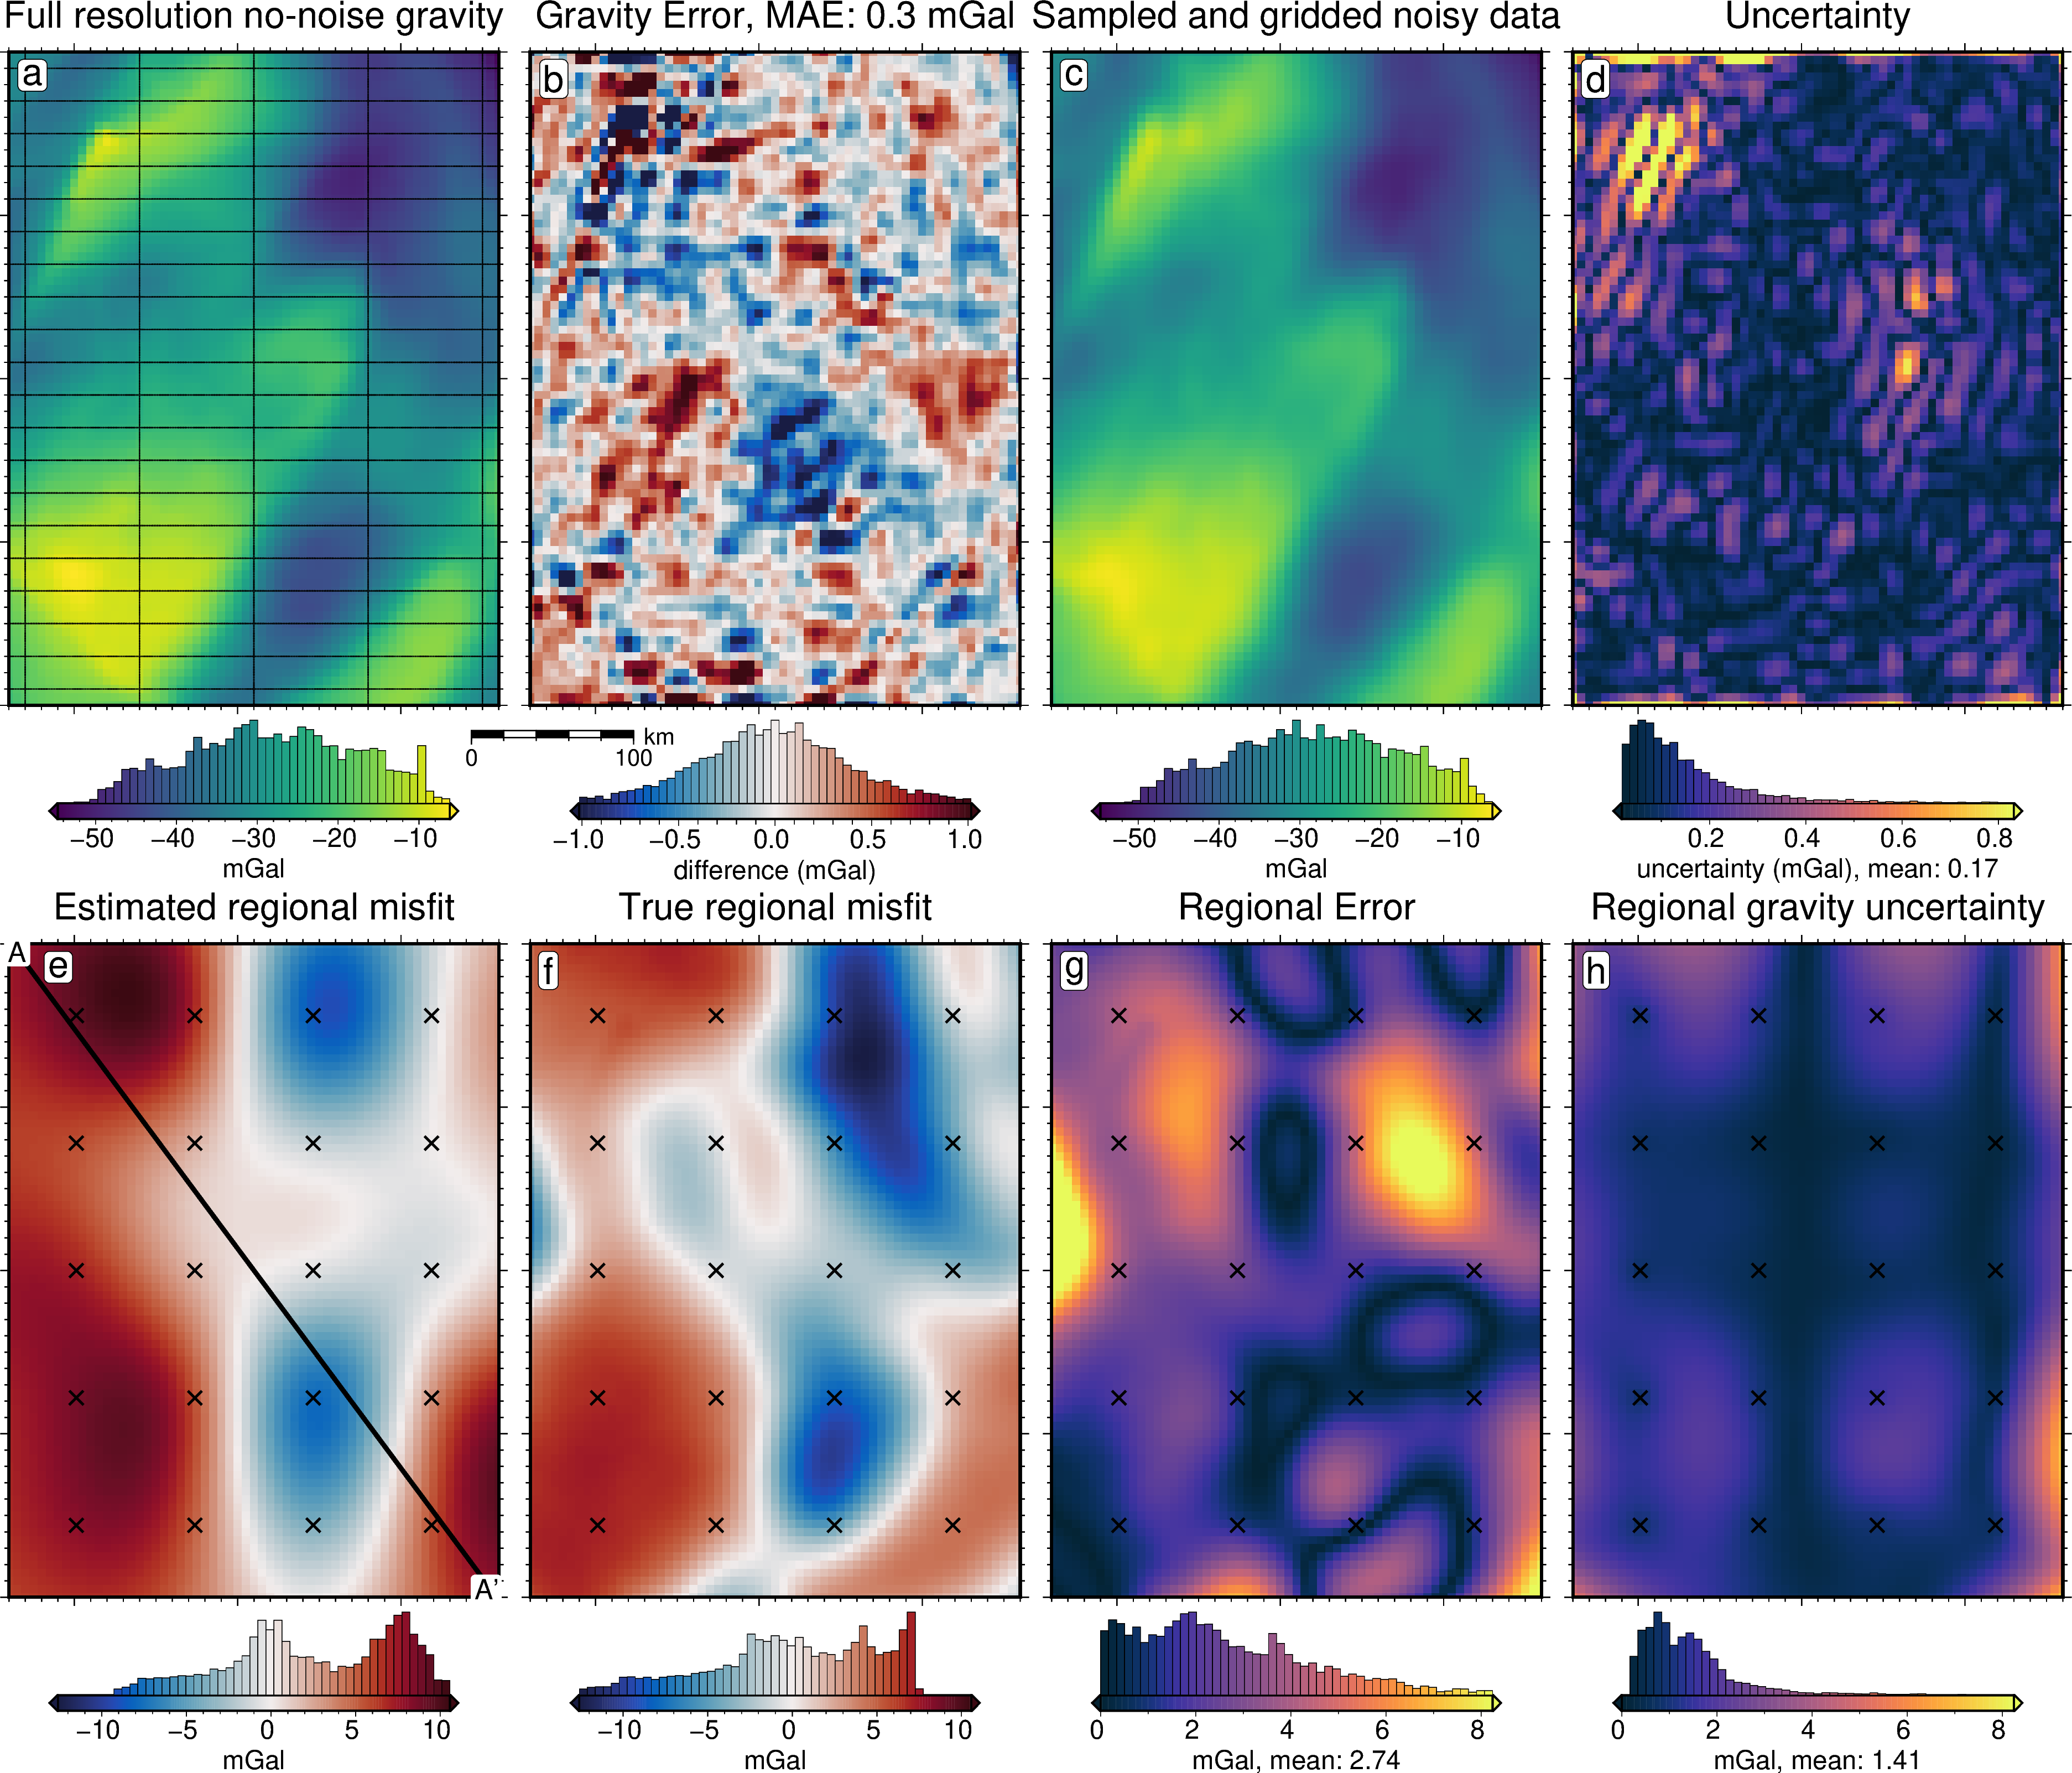 Full resolution no-noise gravity
Gravity Error, MAE: 0.3 mGal
Sampled and gridded noisy data
Uncertainty
a
b
c
d
0 100 km
−50 −40 −30 −20 −10
mGal
−1.0 −0.5 0.0 0.5 1.0
difference (mGal)
−50 −40 −30 −20 −10
mGal
0.2 0.4 0.6 0.8
uncertainty (mGal), mean: 0.17
Estimated regional misfit
True regional misfit
Regional Error
Regional gravity uncertainty
A
e
f
g
h
A'
−10 −5 0 5 10
mGal
−10 −5 0 5 10
mGal
0 2 4 6 8
mGal, mean: 2.74
0 2 4 6 8
mGal, mean: 1.41